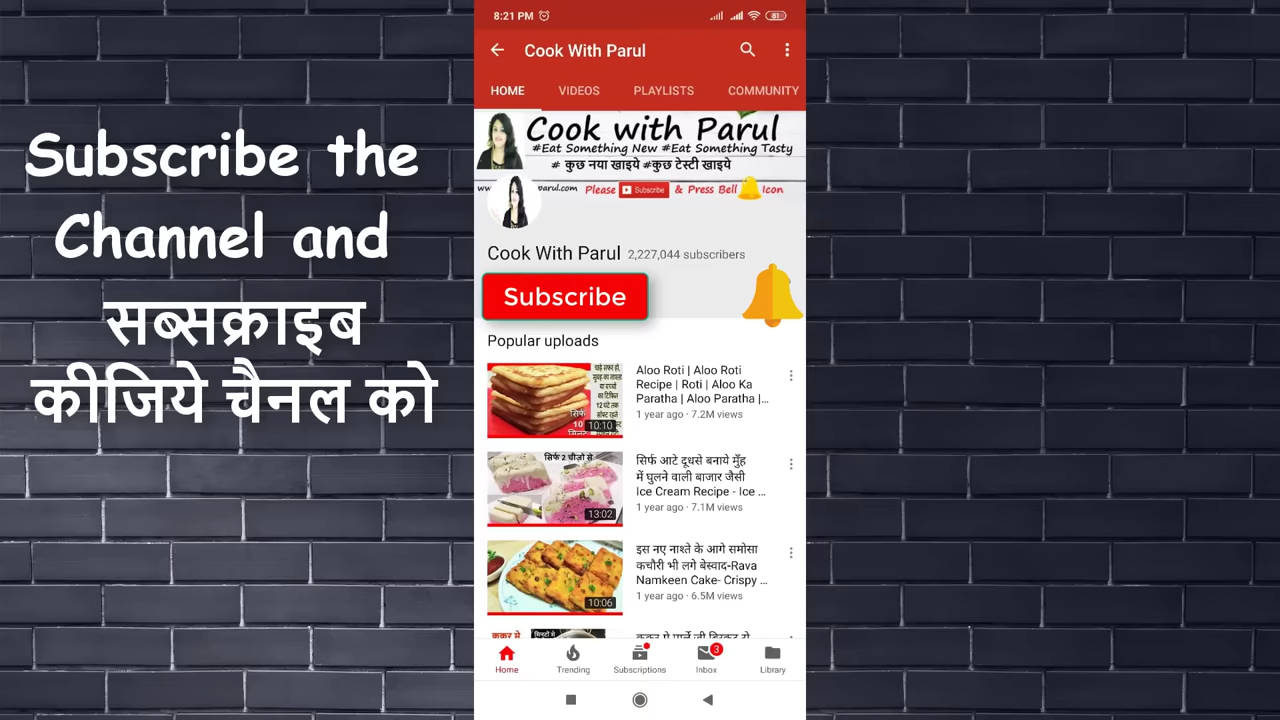 Subscribe the
Channel and
सब्सक्राइब
कीजिये चैनल को
8:21 PM
81
Cook With Parul
HOME VIDEOS PLAYLISTS COMMUNITY
Cook with Parul
#Eat Something New #Eat Something Tasty
# कुछ नया खाइये #कुछ टेस्टी खाइये
Please Subscribe & Press Bell Icon
Cook With Parul 2,227,044 subscribers
Subscribe
Popular uploads
सिर्फ
10
10:10
Aloo Roti | Aloo Roti
Recipe | Roti | Aloo Ka
Paratha | Aloo Paratha |...
1 year ago · 7.2M views
सिर्फ 2 चीज़ो से
13:02
सिर्फ आटे दूधसे बनाये मुँह
में घुलने वाली बाजार जैसी
Ice Cream Recipe - Ice ...
1 year ago · 7.1M views
10:06
इस नए नाश्ते के आगे समोसा
कचौरी भी लगे बेस्वाद-Rava
Namkeen Cake- Crispy ...
1 year ago · 6.5M views
Home Trending Subscriptions Inbox Library
3